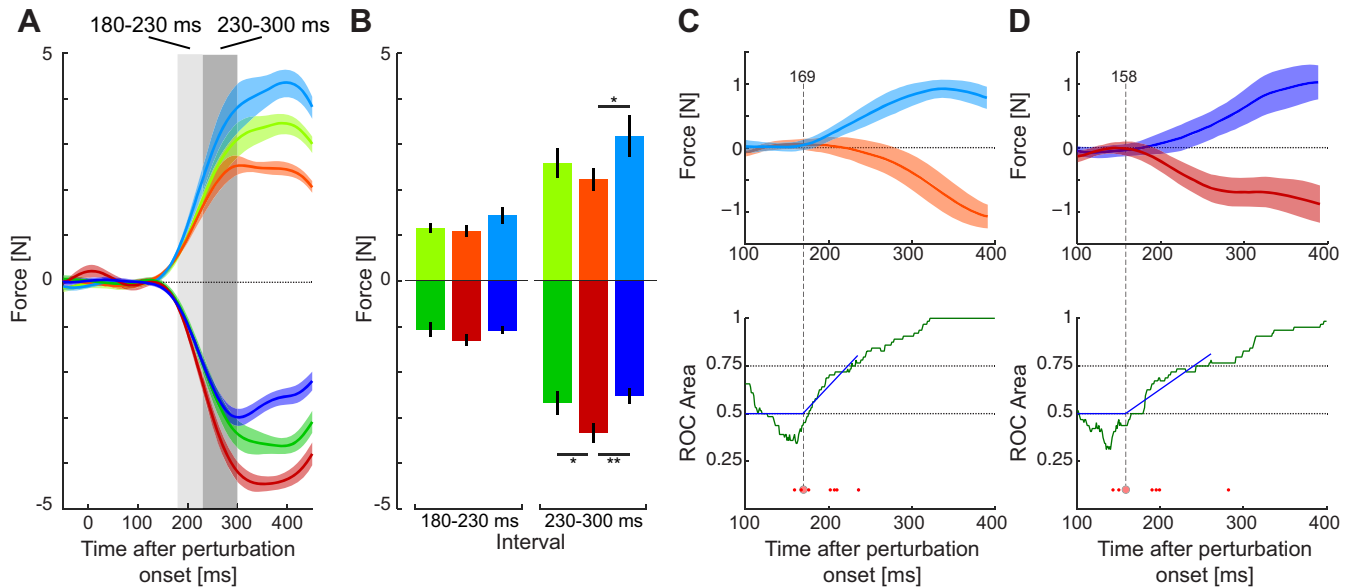 A
180-230 ms
230-300 ms
5
0
-5
Force [N]
0
100
200
300
400
Time after perturbation
onset [ms]
B
5
0
-5
Force [N]
*
*
**
180-230 ms
230-300 ms
Interval
C
169
1
0
−1
Force [N]
100
200
300
400
1
0.75
0.5
0.25
ROC Area
100
200
300
400
Time after perturbation
onset [ms]
D
158
1
0
−1
Force [N]
100
200
300
400
1
0.75
0.5
0.25
ROC Area
100
200
300
400
Time after perturbation
onset [ms]